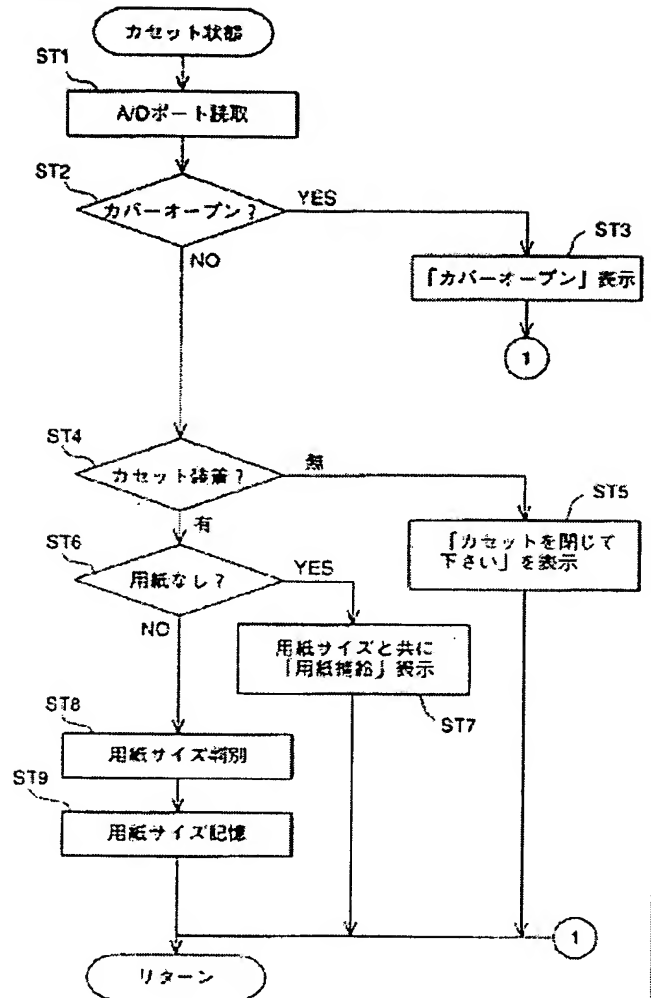 カセット状態
ST1
A/Dポート読取
ST2
カバーオープン？
YES
NO
ST3
「カバーオープン」表示
1
ST4
カセット装着？
無
有
ST5
「カセットを閉じて
下さい」を表示
ST6
用紙なし？
YES
NO
用紙サイズと共に
「用紙補給」表示
ST7
ST8
用紙サイズ判別
ST9
用紙サイズ記憶
1
リターン